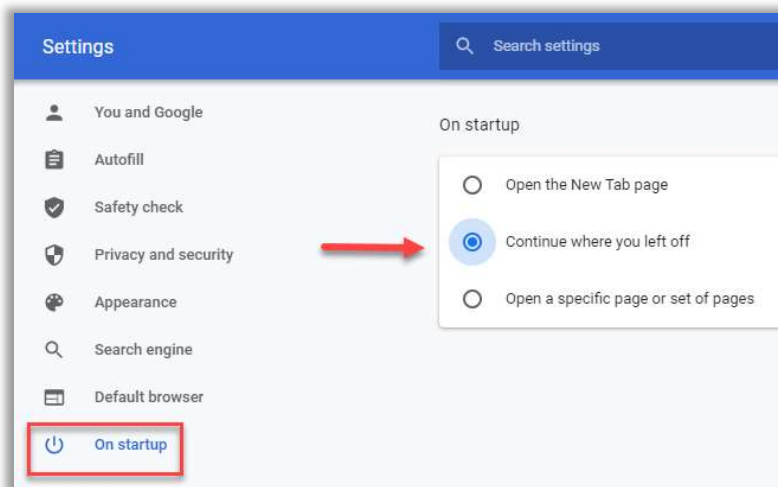 Settings
Search settings
You and Google
Autofill
Safety check
Privacy and security
Appearance
Search engine
Default browser
On startup
On startup
Open the New Tab page
Continue where you left off
Open a specific page or set of pages